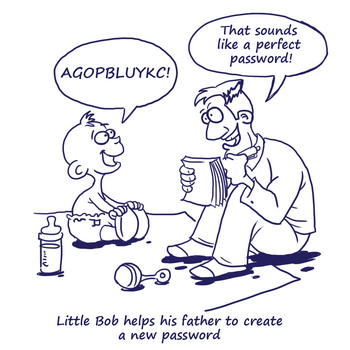 AGOPBLUYKC!
That sounds
like a perfect
password!
Little Bob helps his father to create
a new password